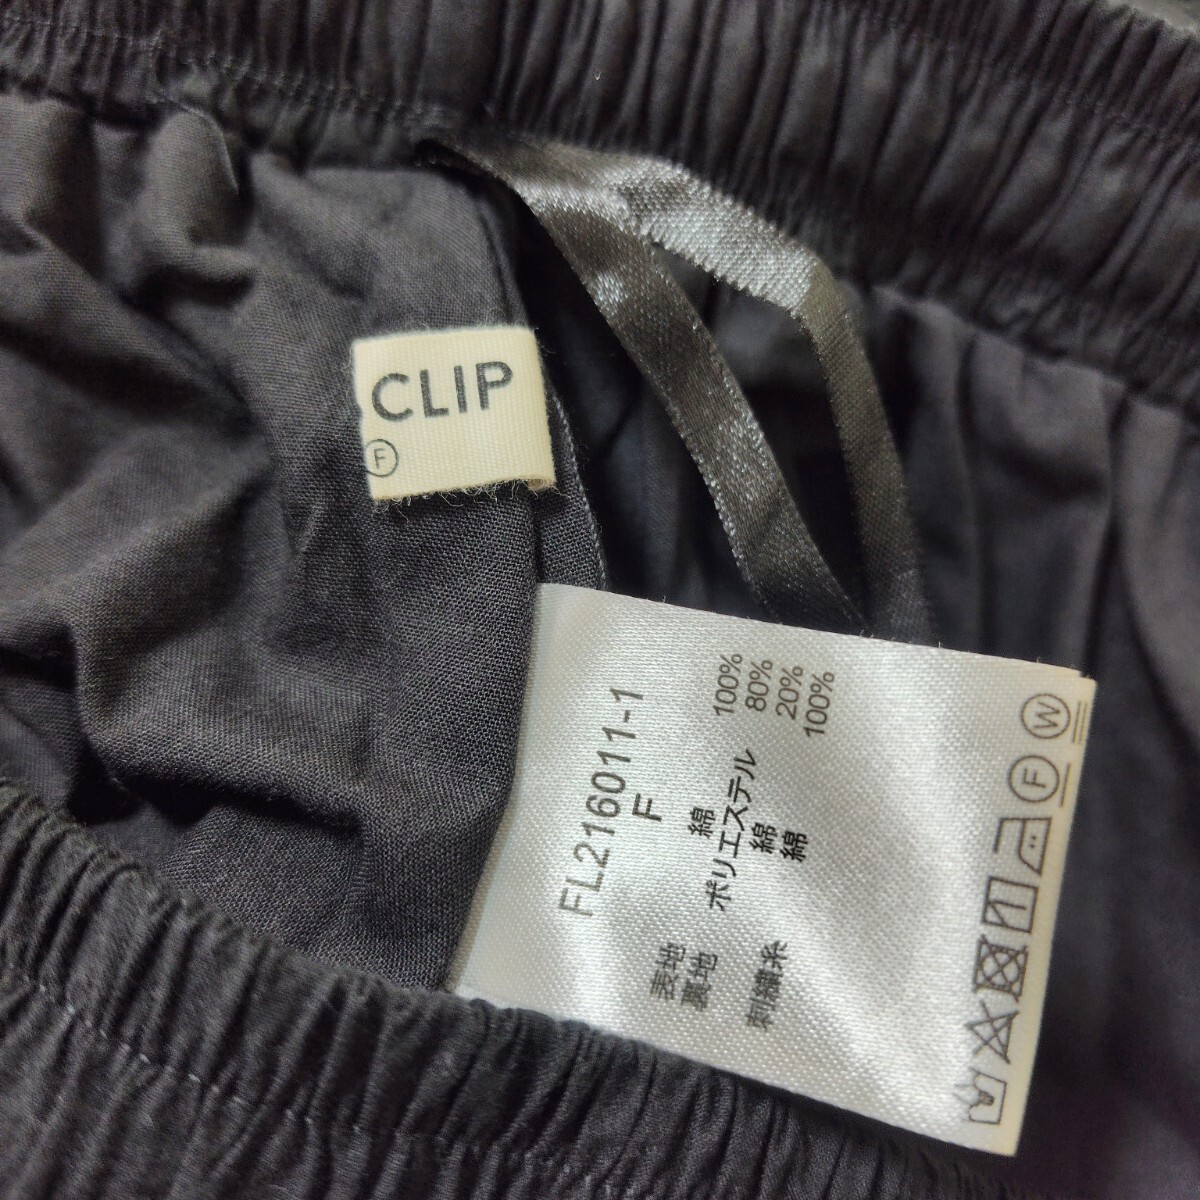 CLIP
F
FL216011-1
F
表地 綿 100%
裏地 ポリエステル 80%
綿 20%
刺繍糸 綿 100%
W
F